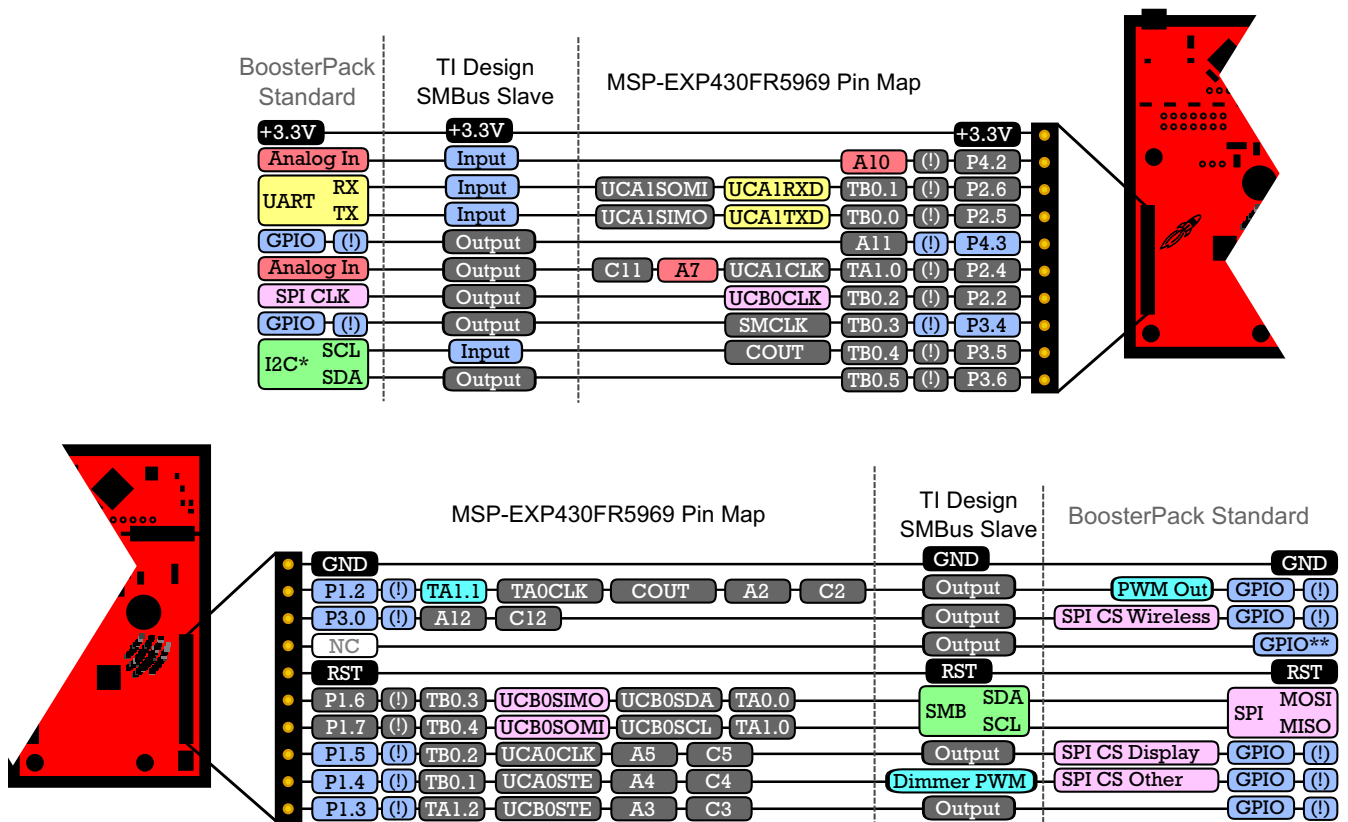 BoosterPack Standard TI Design SMBus Slave MSP-EXP430FR5969 Pin Map
+3.3V +3.3V +3.3V
Analog In Input A10 (!) P4.2
UART RX Input UCA1SOMI UCA1RXD TB0.1 (!) P2.6
TX Input UCA1SIMO UCA1TXD TB0.0 (!) P2.5
GPIO (!) Output A11 (!) P4.3
Analog In Output C11 A7 UCA1CLK TA1.0 (!) P2.4
SPI CLK Output UCB0CLK TB0.2 (!) P2.2
GPIO (!) Output SMCLK TB0.3 (!) P3.4
I2C* SCL Input COUT TB0.4 (!) P3.5
SDA Output TB0.5 (!) P3.6
MSP-EXP430FR5969 Pin Map TI Design SMBus Slave BoosterPack Standard
GND GND GND
P1.2 (!) TA1.1 TA0CLK COUT A2 C2 Output PWM Out GPIO (!)
P3.0 (!) A12 C12 Output SPI CS Wireless GPIO (!)
NC Output GPIO**
RST RST RST
P1.6 (!) TB0.3 UCB0SIMO UCB0SDA TA0.0 SMB SDA SPI MOSI
P1.7 (!) TB0.4 UCB0SOMI UCB0SCL TA1.0 SCL MISO
P1.5 (!) TB0.2 UCA0CLK A5 C5 Output SPI CS Display GPIO (!)
P1.4 (!) TB0.1 UCA0STE A4 C4 Dimmer PWM SPI CS Other GPIO (!)
P1.3 (!) TA1.2 UCB0STE A3 C3 Output GPIO (!)